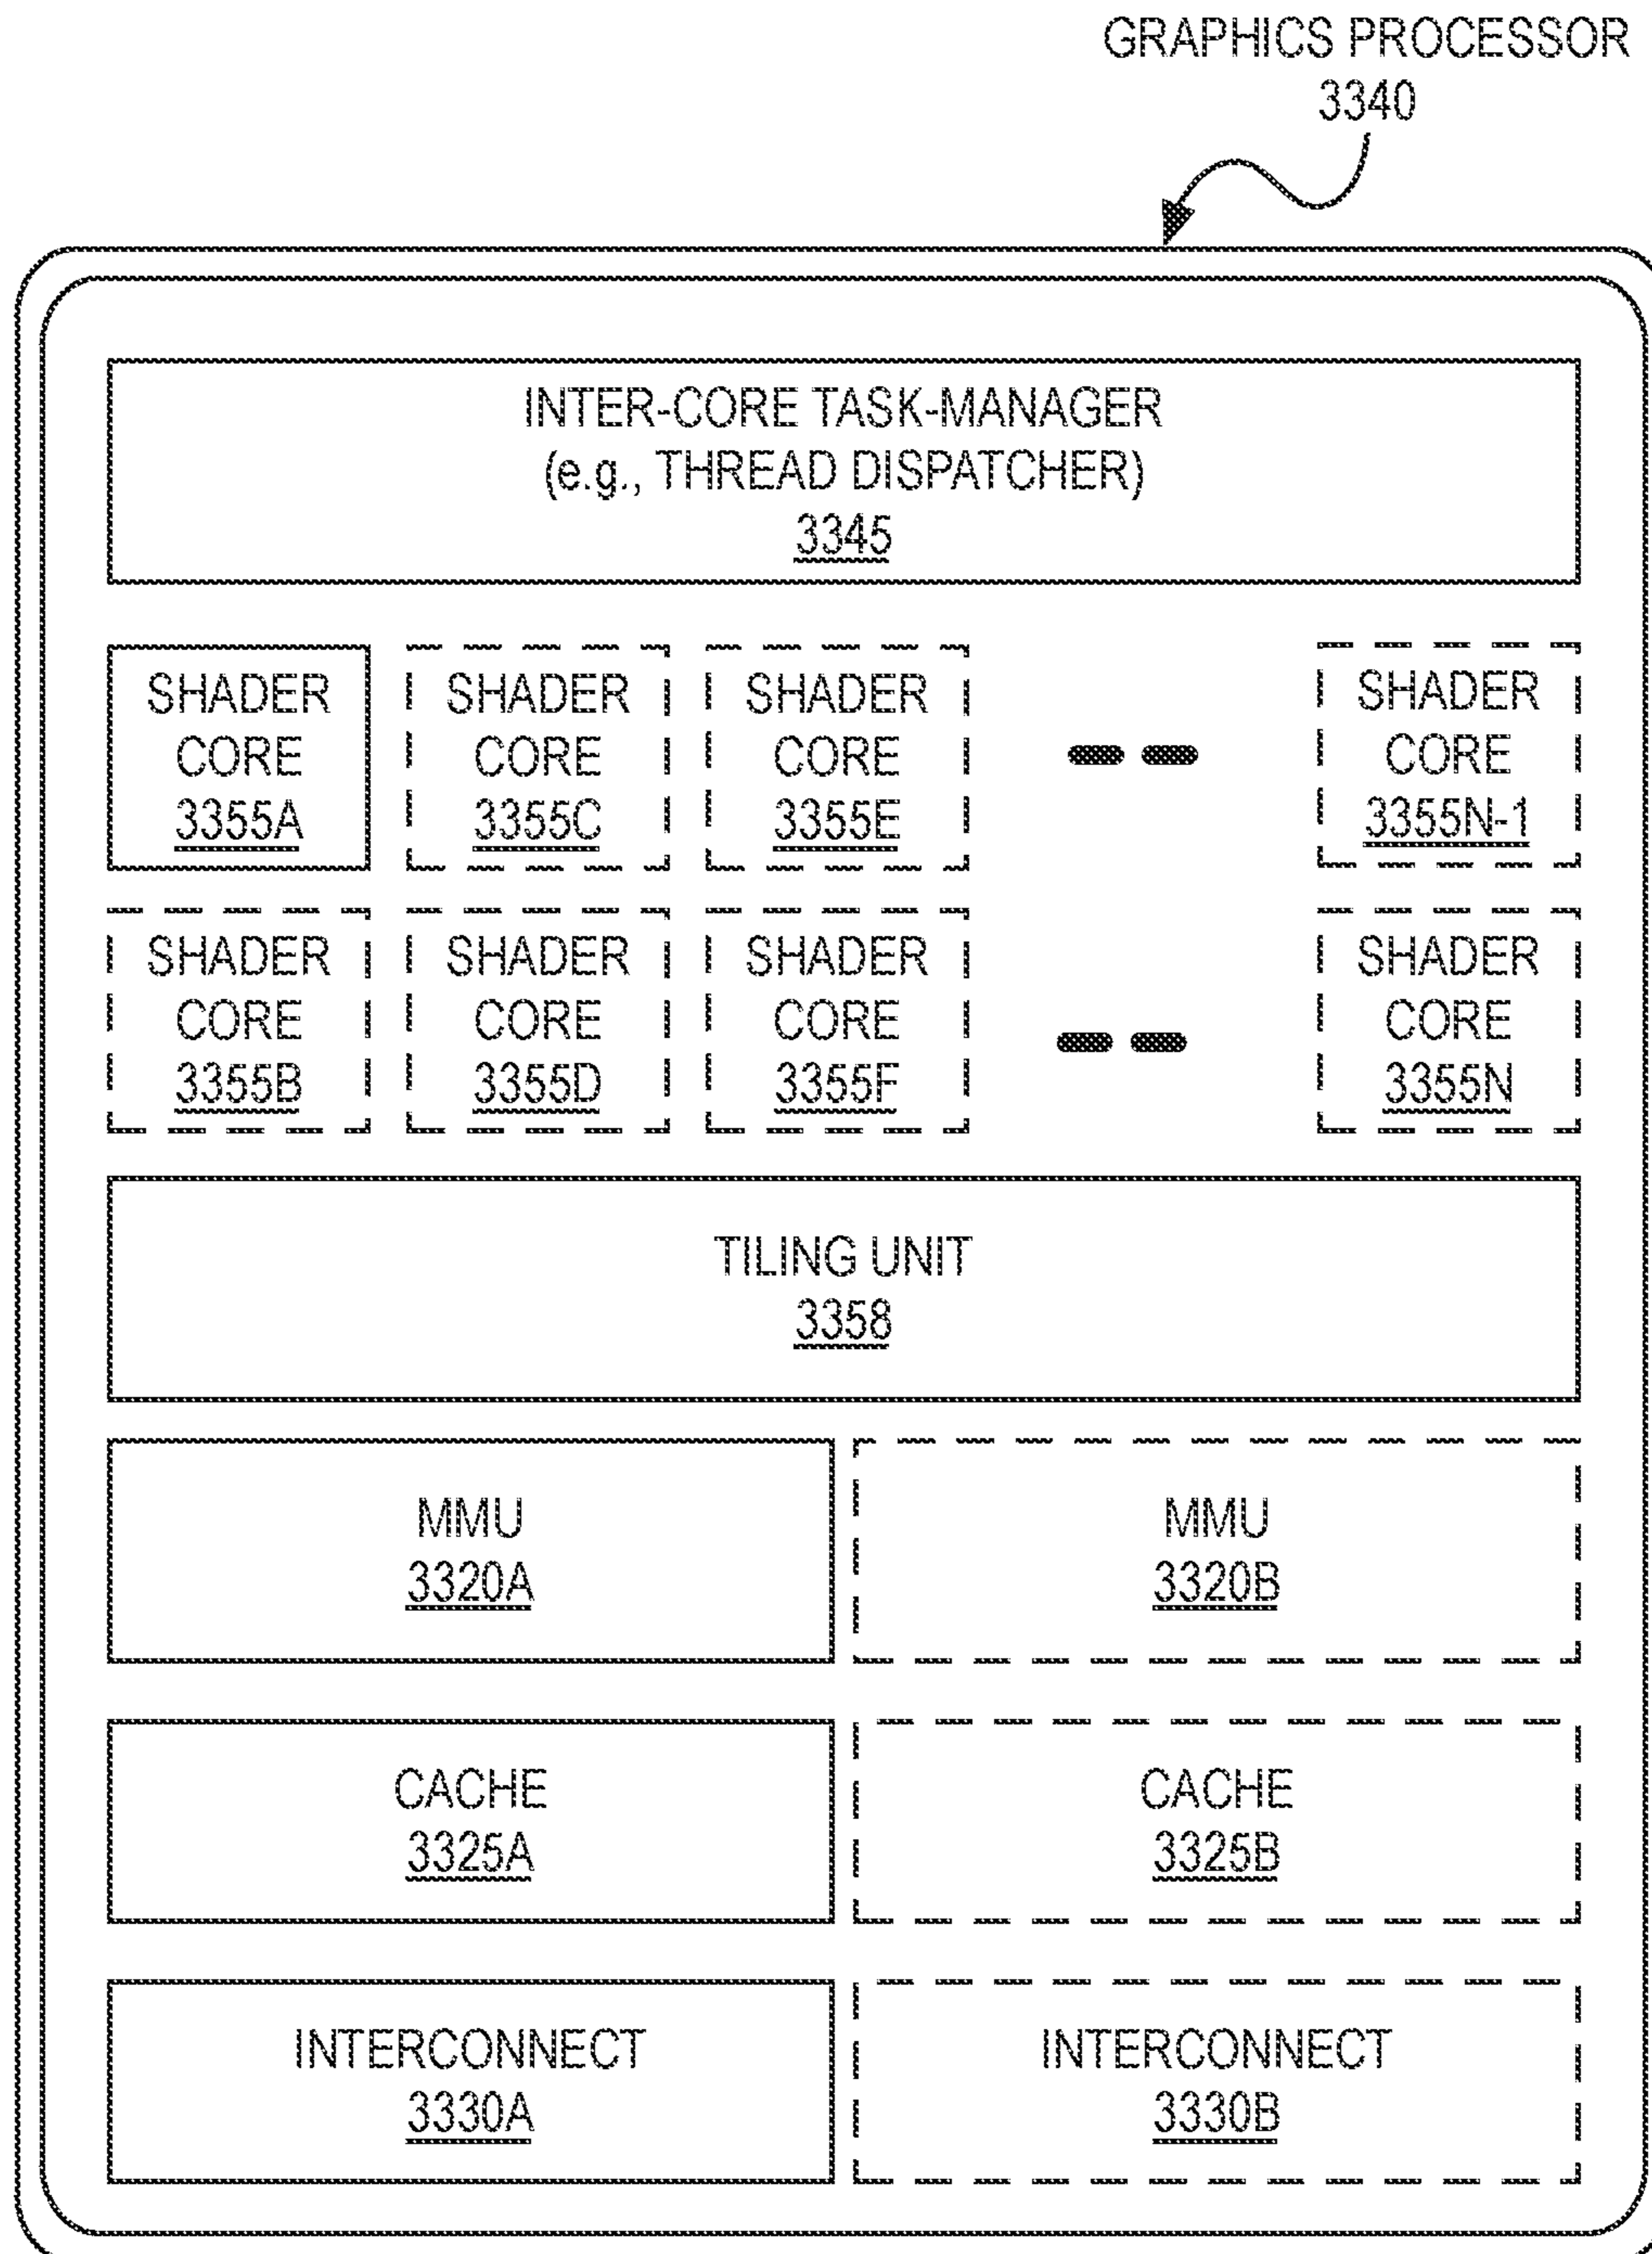 GRAPHICS PROCESSOR
3340
INTER-CORE TASK-MANAGER
(e.g., THREAD DISPATCHER)
3345
SHADER
CORE
3355A
SHADER
CORE
3355C
SHADER
CORE
3355E
SHADER
CORE
3355N-1
SHADER
CORE
3355B
SHADER
CORE
3355D
SHADER
CORE
3355F
SHADER
CORE
3355N
TILING UNIT
3358
MMU
3320A
MMU
3320B
CACHE
3325A
CACHE
3325B
INTERCONNECT
3330A
INTERCONNECT
3330B